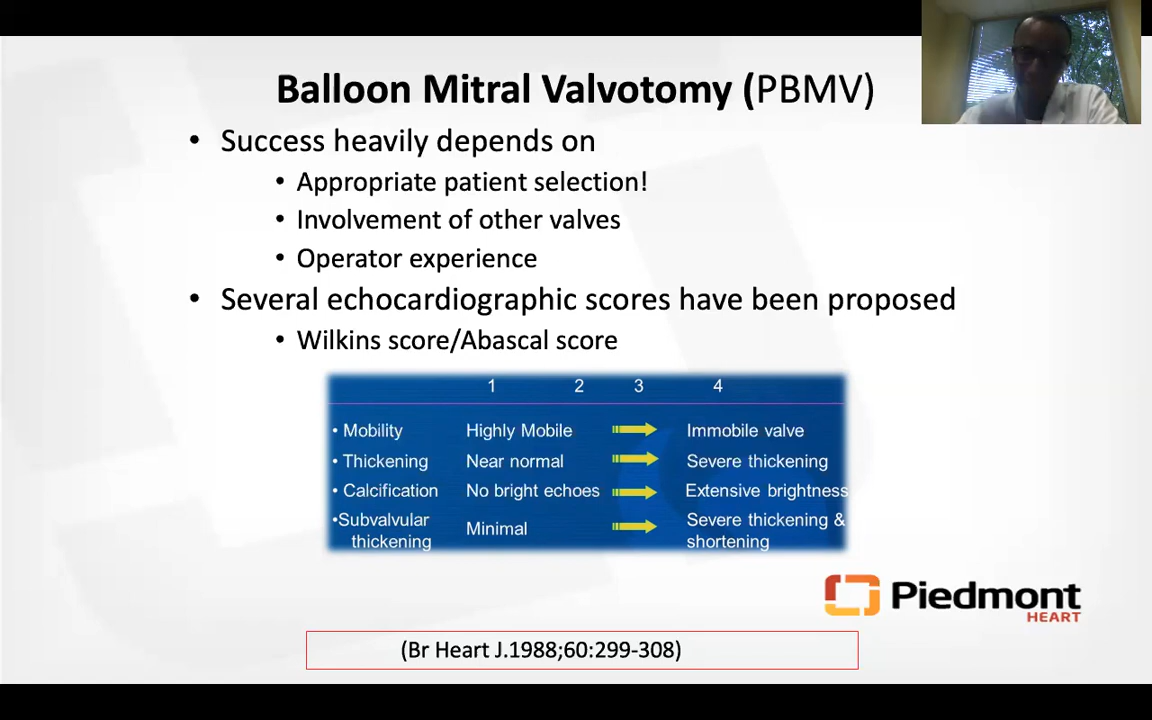 Balloon Mitral Valvotomy (PBMV)
• Success heavily depends on
• Appropriate patient selection!
• Involvement of other valves
• Operator experience
• Several echocardiographic scores have been proposed
• Wilkins score/Abascal score
1 2 3 4
• Mobility Highly Mobile Immobile valve
• Thickening Near normal Severe thickening
• Calcification No bright echoes Extensive brightness
•Subvalvular thickening Minimal Severe thickening & shortening
Piedmont
HEART
(Br Heart J.1988;60:299-308)